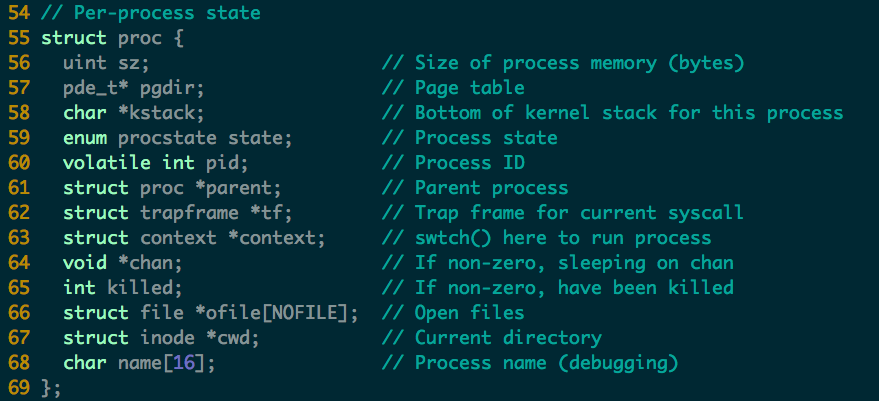 54 // Per-process state
55 struct proc {
56   uint sz;                     // Size of process memory (bytes)
57   pde_t* pgdir;                // Page table
58   char *kstack;                // Bottom of kernel stack for this process
59   enum procstate state;        // Process state
60   volatile int pid;            // Process ID
61   struct proc *parent;         // Parent process
62   struct trapframe *tf;        // Trap frame for current syscall
63   struct context *context;     // swtch() here to run process
64   void *chan;                  // If non-zero, sleeping on chan
65   int killed;                  // If non-zero, have been killed
66   struct file *ofile[NOFILE];  // Open files
67   struct inode *cwd;           // Current directory
68   char name[16];               // Process name (debugging)
69 };